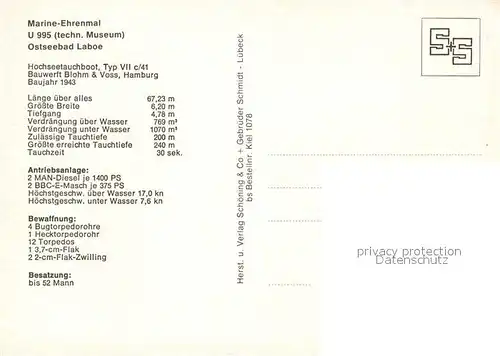 Marine-Ehrenmal
U 995 (techn. Museum)
Ostseebad Laboe
Hochseetauchboot, Typ VII c/41
Bauwerft Blohm & Voss, Hamburg
Baujahr 1943
Länge über alles 67,23 m
Größte Breite 6,20 m
Tiefgang 4,78 m
Verdrängung über Wasser 769 m³
Verdrängung unter Wasser 1070 m³
Zulässige Tauchtiefe 200 m
Größte erreichte Tauchtiefe 240 m
Tauchzeit 30 sek.
Antriebsanlage:
2 MAN-Diesel je 1400 PS
2 BBC-E-Masch je 375 PS
Höchstgeschw. über Wasser 17,0 kn
Höchstgeschw. unter Wasser 7,6 kn
Bewaffnung:
4 Bugtorpedorohre
1 Hecktorpedorohr
12 Torpedos
1 3,7-cm-Flak
2 2-cm-Flak-Zwilling
Besatzung:
bis 52 Mann
Herst. u. Verlag Schöning & Co + Gebrüder Schmidt - Lübeck
bs Bestellnr. Kiel 1078
S+S
privacy protection
Datenschutz